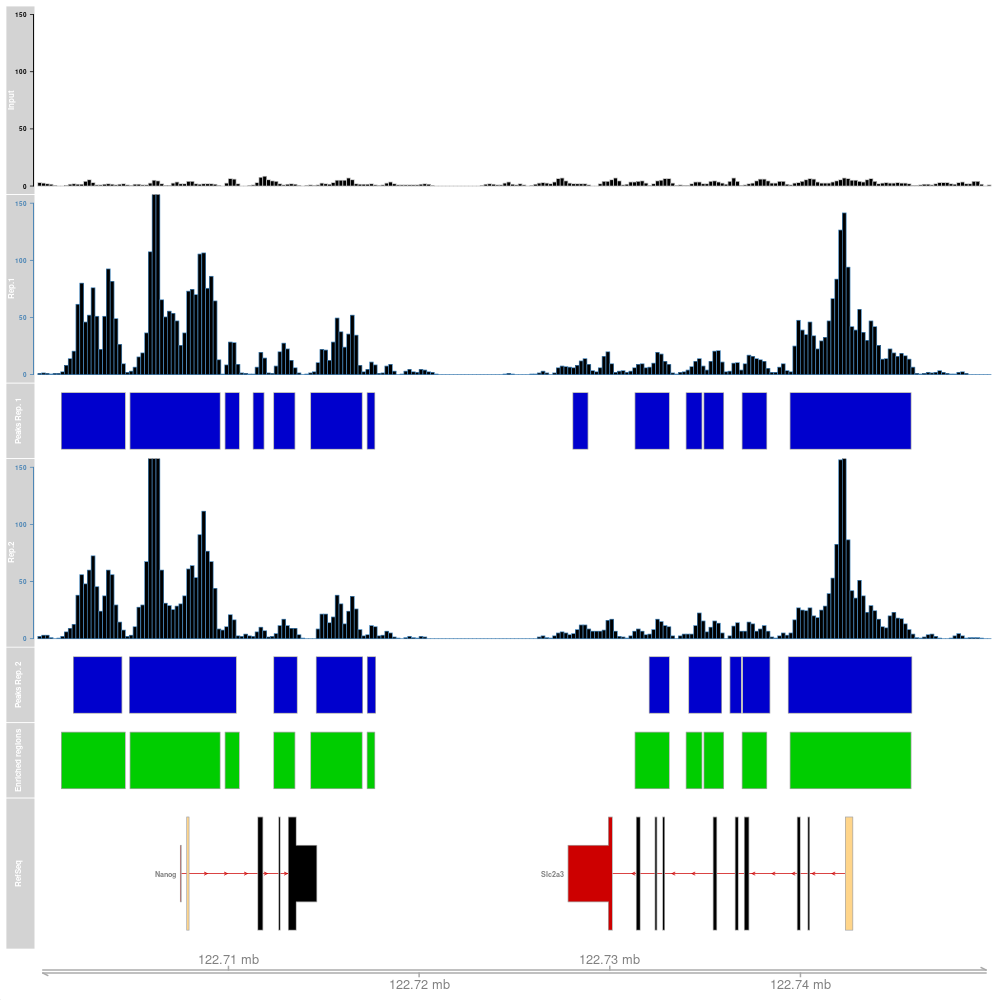 150
100
50
0
Input
150
100
50
0
Rep.1
Peaks Rep. 1
150
100
50
0
Rep.2
Peaks Rep. 2
Enriched regions
RefSeq
Nanog
Slc2a3
122.71 mb
122.73 mb
122.72 mb
122.74 mb